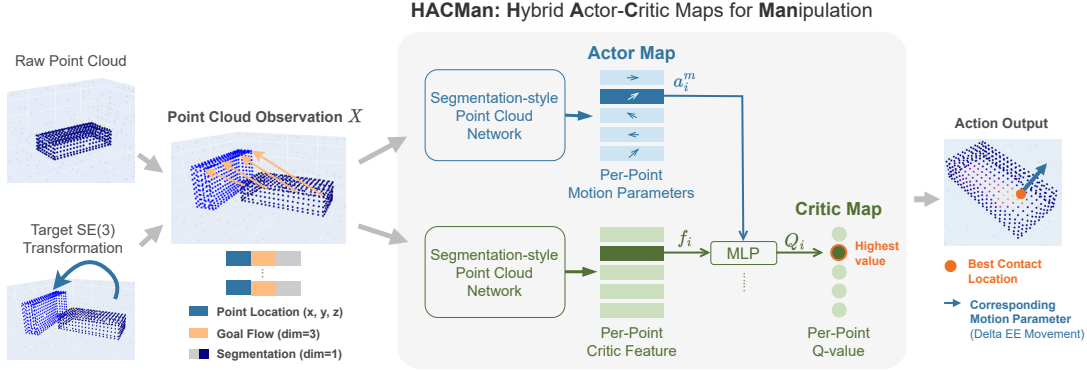 HACMan: Hybrid Actor-Critic Maps for Manipulation
Raw Point Cloud
Target SE(3)
Transformation
Point Cloud Observation X
Point Location (x, y, z)
Goal Flow (dim=3)
Segmentation (dim=1)
Segmentation-style
Point Cloud
Network
Actor Map
a_i^m
Per-Point
Motion Parameters
Segmentation-style
Point Cloud
Network
f_i
MLP
Q_i
Per-Point
Critic Feature
Critic Map
Highest
value
Per-Point
Q-value
Action Output
Best Contact
Location
Corresponding
Motion Parameter
(Delta EE Movement)